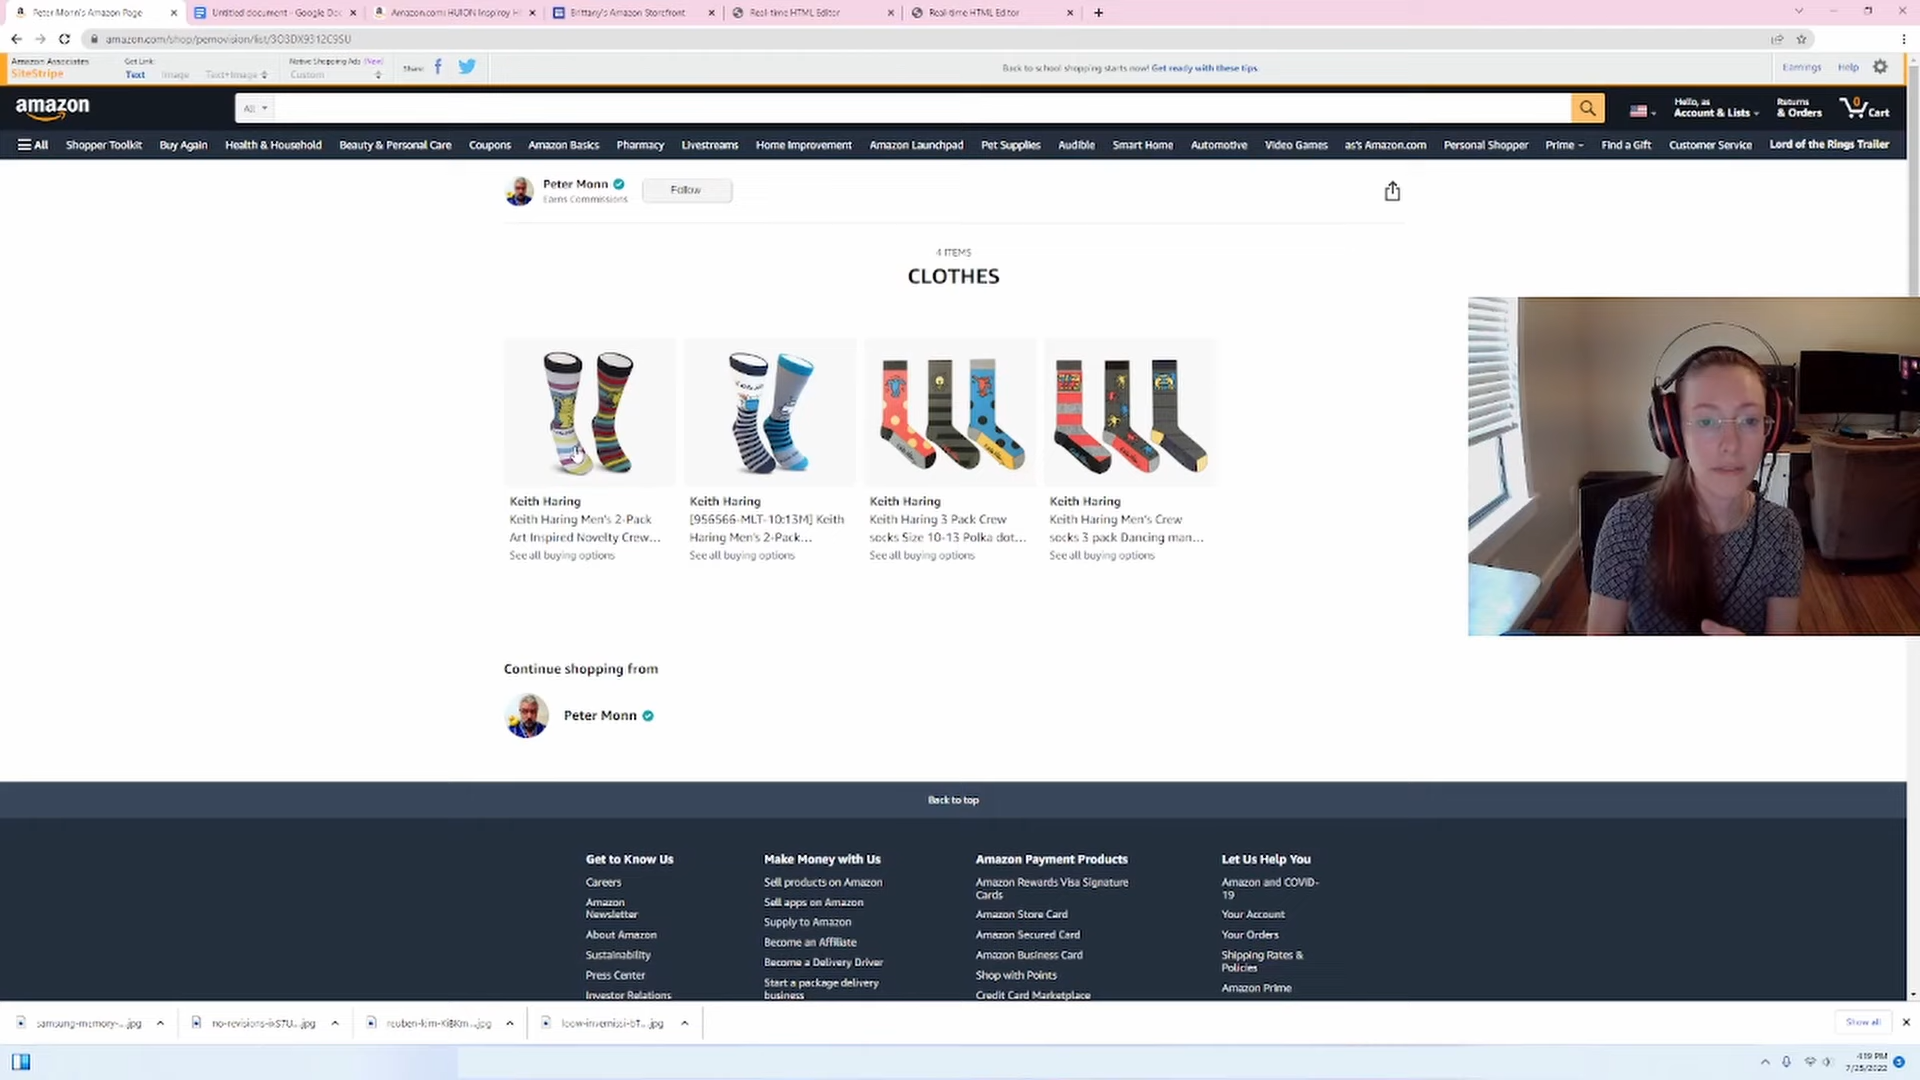 Peter Monn's Amazon Page
Untitled document - Google Doc
Amazon.com: HUION Inspiroy H
Brittany's Amazon Storefront
Real-time HTML Editor
Real-time HTML Editor
amazon.com/shop/pemovision/list/3O3DX9312C9SU
Amazon Associates
SiteStripe
Get Link:
Text
Image
Text+Image
Native Shopping Ads (New)
Custom
Share:
Back to school shopping starts now! Get ready with these tips.
Earnings
Help
amazon
All
Hello, as
Account & Lists
Returns
& Orders
0
Cart
All
Shopper Toolkit
Buy Again
Health & Household
Beauty & Personal Care
Coupons
Amazon Basics
Pharmacy
Livestreams
Home Improvement
Amazon Launchpad
Pet Supplies
Audible
Smart Home
Automotive
Video Games
as's Amazon.com
Personal Shopper
Prime
Find a Gift
Customer Service
Lord of the Rings Trailer
Peter Monn
Earns Commissions
Follow
4 ITEMS
CLOTHES
Keith Haring
Keith Haring Men's 2-Pack
Art Inspired Novelty Crew...
See all buying options
Keith Haring
[956566-MLT-10:13M] Keith
Haring Men's 2-Pack...
See all buying options
Keith Haring
Keith Haring 3 Pack Crew
socks Size 10-13 Polka dot...
See all buying options
Keith Haring
Keith Haring Men's Crew
socks 3 pack Dancing man...
See all buying options
Continue shopping from
Peter Monn
Back to top
Get to Know Us
Careers
Amazon
Newsletter
About Amazon
Sustainability
Press Center
Investor Relations
Make Money with Us
Sell products on Amazon
Sell apps on Amazon
Supply to Amazon
Become an Affiliate
Become a Delivery Driver
Start a package delivery
business
Amazon Payment Products
Amazon Rewards Visa Signature
Cards
Amazon Store Card
Amazon Secured Card
Amazon Business Card
Shop with Points
Credit Card Marketplace
Let Us Help You
Amazon and COVID-
19
Your Account
Your Orders
Shipping Rates &
Policies
Amazon Prime
samsung-memory-...jpg
Show all
4:19 PM
7/25/2022